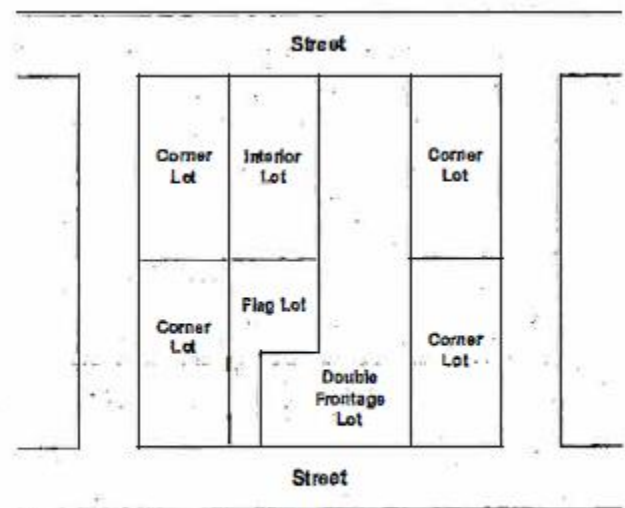 Street
Corner
Lot
Interior
Lot
Corner
Lot
Flag Lot
Corner
Lot
Corner
Lot
Double
Frontage
Lot
Street